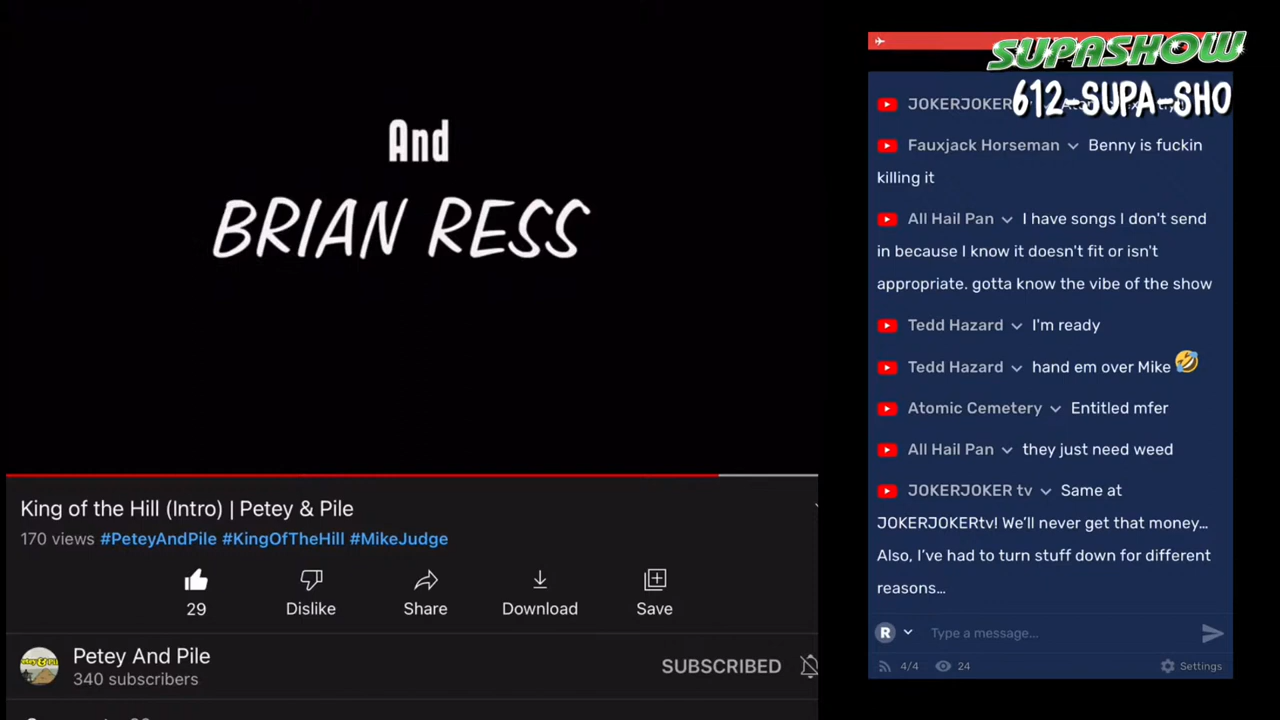 And
BRIAN RESS
King of the Hill (Intro) | Petey & Pile
170 views #PeteyAndPile #KingOfTheHill #MikeJudge
29
Dislike
Share
Download
Save
Petey And Pile
340 subscribers
SUBSCRIBED
SUPASHOW
612-SUPA-SHO
JOKERJOKER
Fauxjack Horseman Benny is fuckin
killing it
All Hail Pan I have songs I don't send
in because I know it doesn't fit or isn't
appropriate. gotta know the vibe of the show
Tedd Hazard I'm ready
Tedd Hazard hand em over Mike 🤣
Atomic Cemetery Entitled mfer
All Hail Pan they just need weed
JOKERJOKER tv Same at
JOKERJOKERtv! We’ll never get that money…
Also, I’ve had to turn stuff down for different
reasons…
R Type a message...
4/4 24 Settings